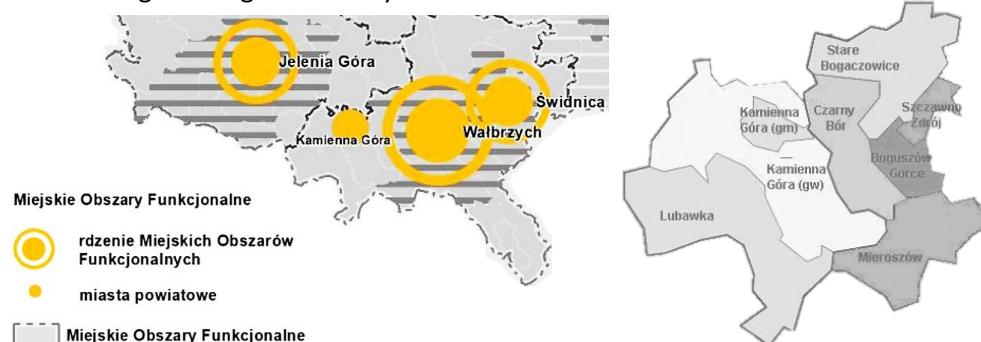 Jelenia Góra
Świdnica
Wałbrzych
Kamienna Góra
Miejskie Obszary Funkcjonalne
rdzenie Miejskich Obszarów
Funkcjonalnych
miasta powiatowe
Miejskie Obszary Funkcjonalne
Stare
Bogaczowice
Kamienna
Góra (gm)
Czarny
Bór
Szczawno
Zdrój
Boguszów
Gorce
Kamienna
Góra (gw)
Lubawka
Mieroszów